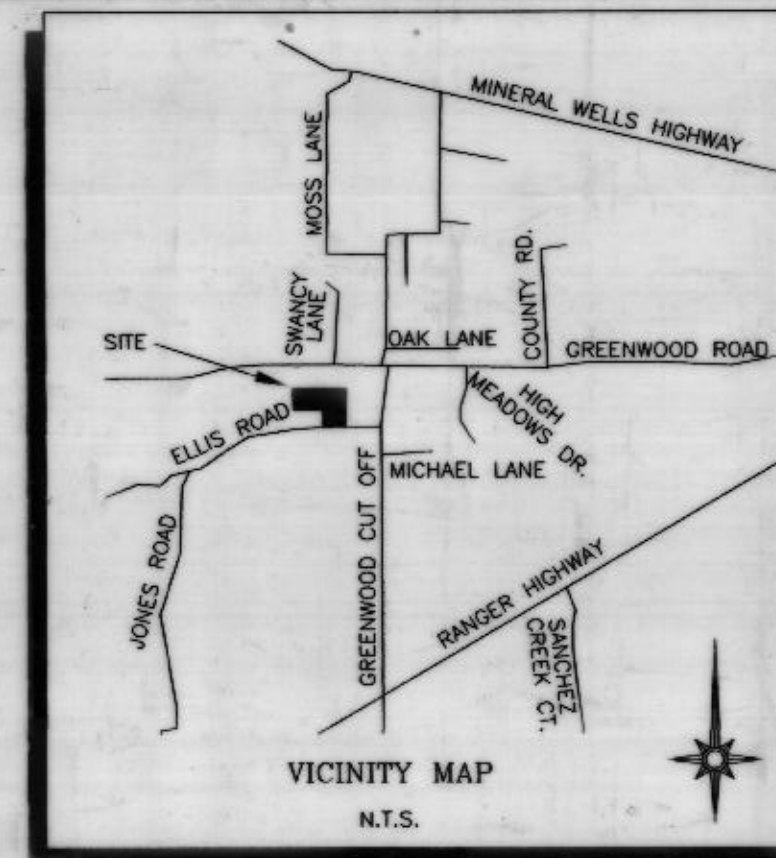 MINERAL WELLS HIGHWAY
MOSS LANE
COUNTY RD.
SWANCY
LANE
OAK LANE
SITE
GREENWOOD ROAD
HIGH
MEADOWS DR.
ELLIS ROAD
MICHAEL LANE
GREENWOOD CUT OFF
JONES ROAD
RANGER HIGHWAY
SANCHEZ
CREEK CT.
VICINITY MAP
N.T.S.